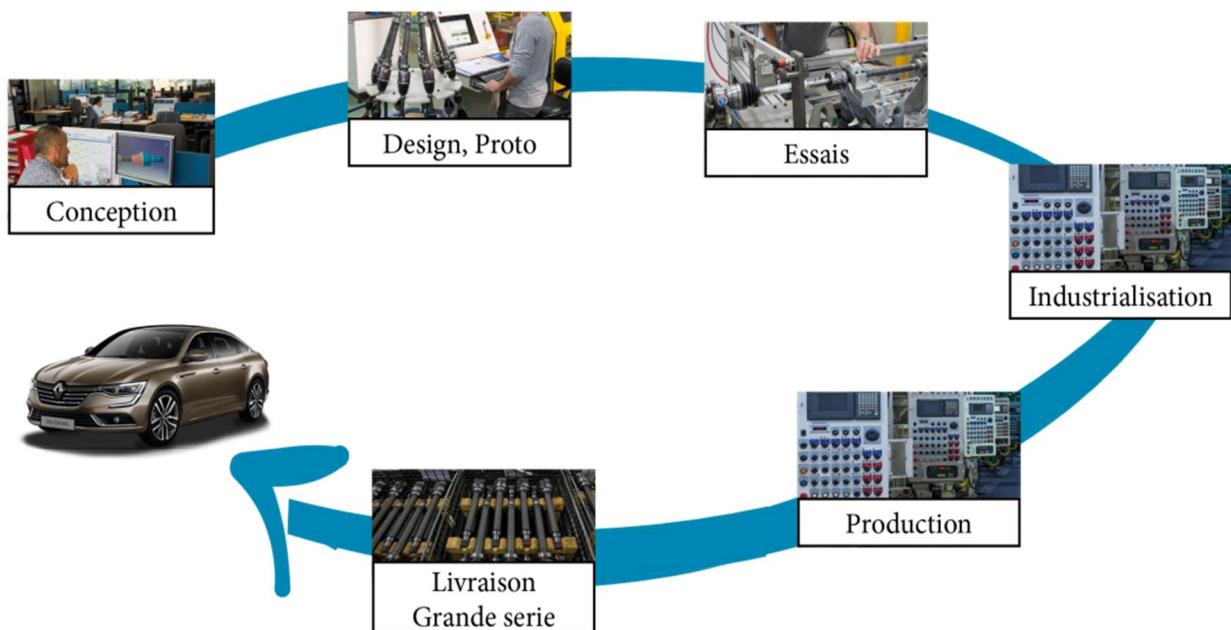 Conception
Design, Proto
Essais
Industrialisation
Production
Livraison
Grande serie